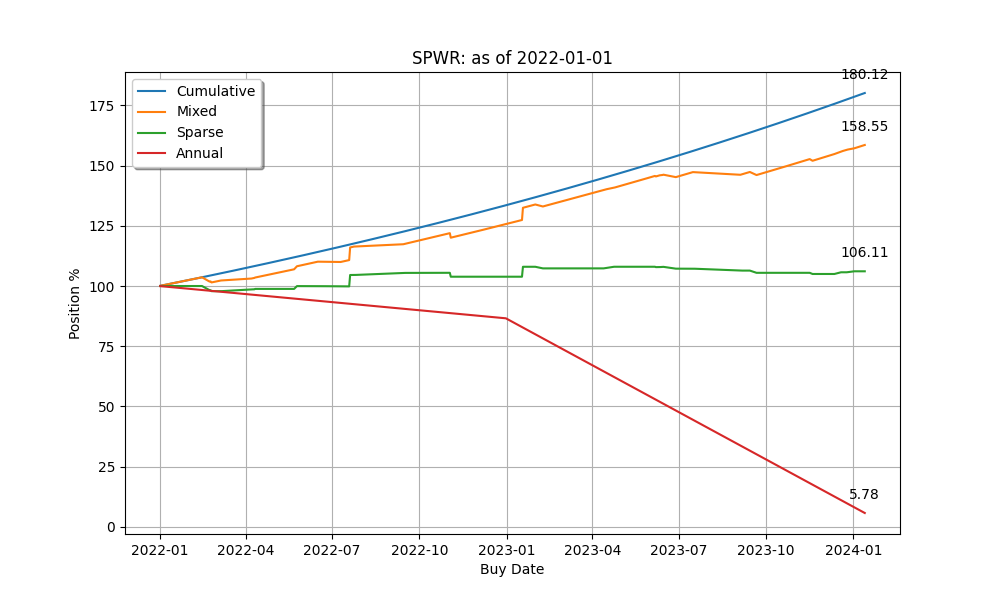 SPWR: as of 2022-01-01
Cumulative
Mixed
Sparse
Annual
180.12
158.55
106.11
5.78
175
150
125
100
75
50
25
0
Position %
2022-01 2022-04 2022-07 2022-10 2023-01 2023-04 2023-07 2023-10 2024-01
Buy Date